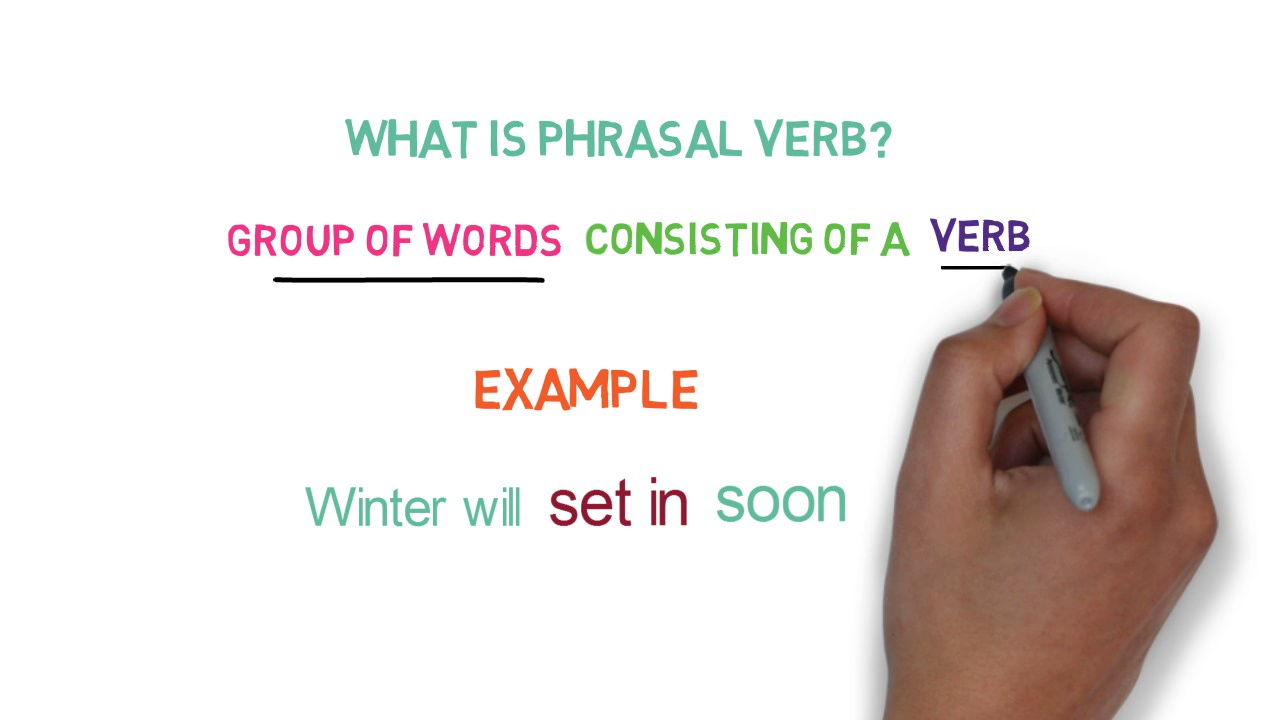 WHAT IS PHRASAL VERB?
GROUP OF WORDS CONSISTING OF A VERB
EXAMPLE
Winter will set in soon